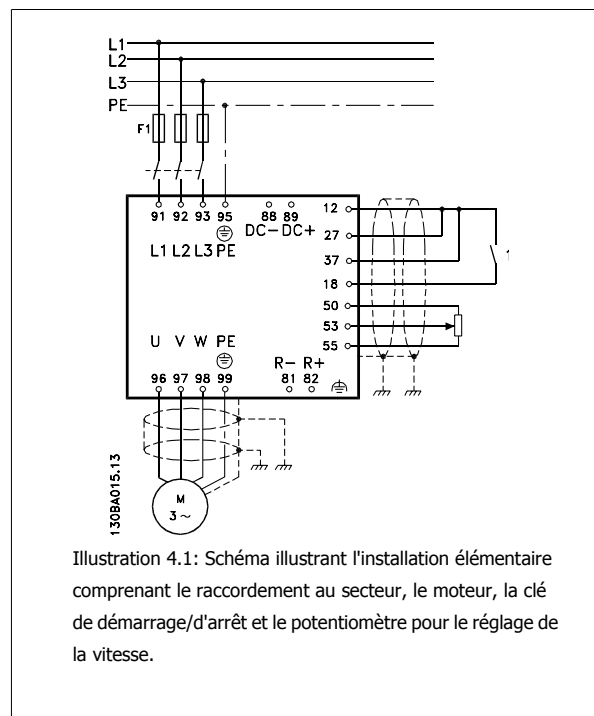 L1
L2
L3
PE
F1
91 92 93 95 88 89 12
DC- DC+
L1 L2 L3 PE
27
37
18
50
53
55
U V W PE
R- R+
96 97 98 99 81 82
M
3~
130BA015.13
Illustration 4.1: Schéma illustrant l'installation élémentaire
comprenant le raccordement au secteur, le moteur, la clé
de démarrage/d'arrêt et le potentiomètre pour le réglage de
la vitesse.